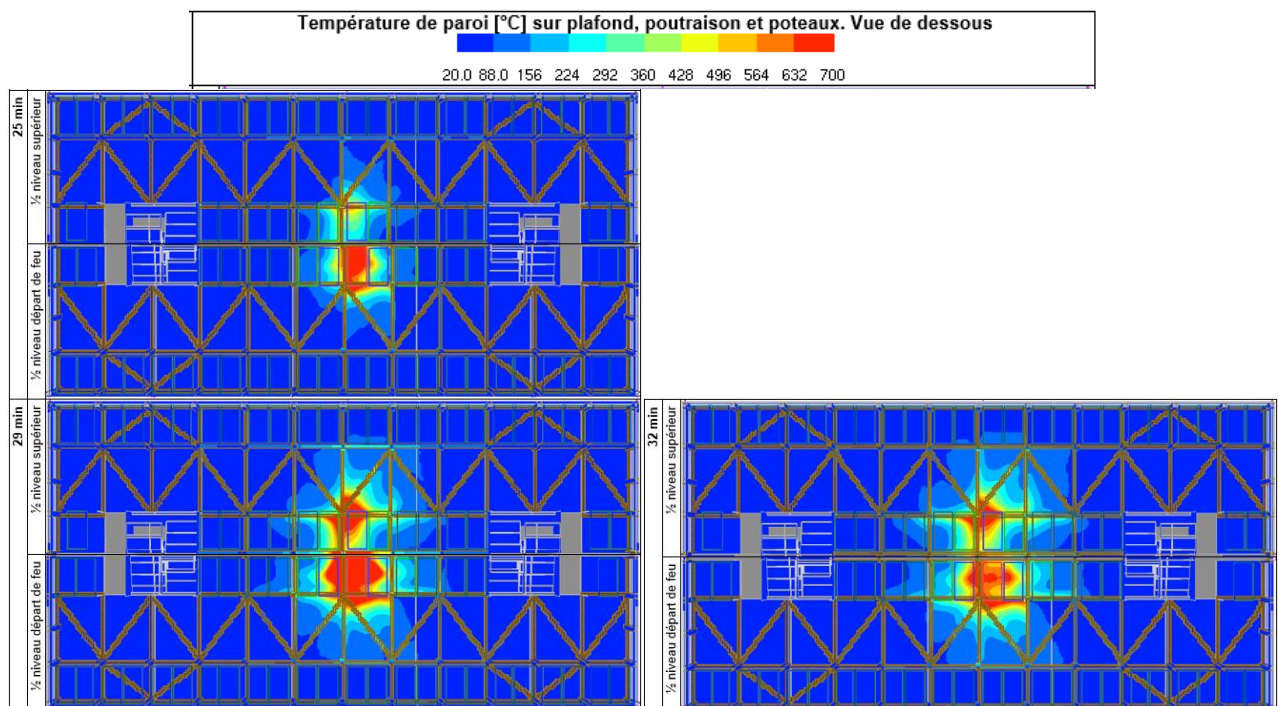 Température de paroi [°C] sur plafond, poutraison et poteaux. Vue de dessous
20.0 88.0 156 224 292 360 428 496 564 632 700
25 min
½ niveau supérieur
½ niveau départ de feu
29 min
½ niveau supérieur
½ niveau départ de feu
32 min
½ niveau supérieur
½ niveau départ de feu